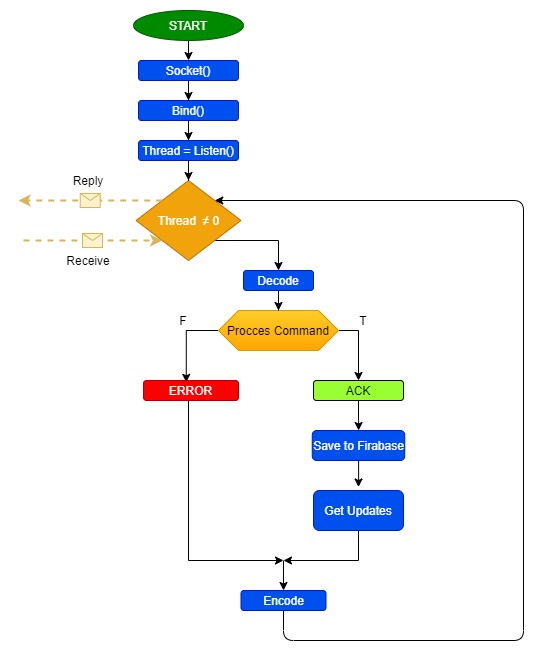 START
Socket()
Bind()
Thread = Listen()
Reply
Thread ≠ 0
Receive
Decode
F
Procces Command
T
ERROR
ACK
Save to Firabase
Get Updates
Encode